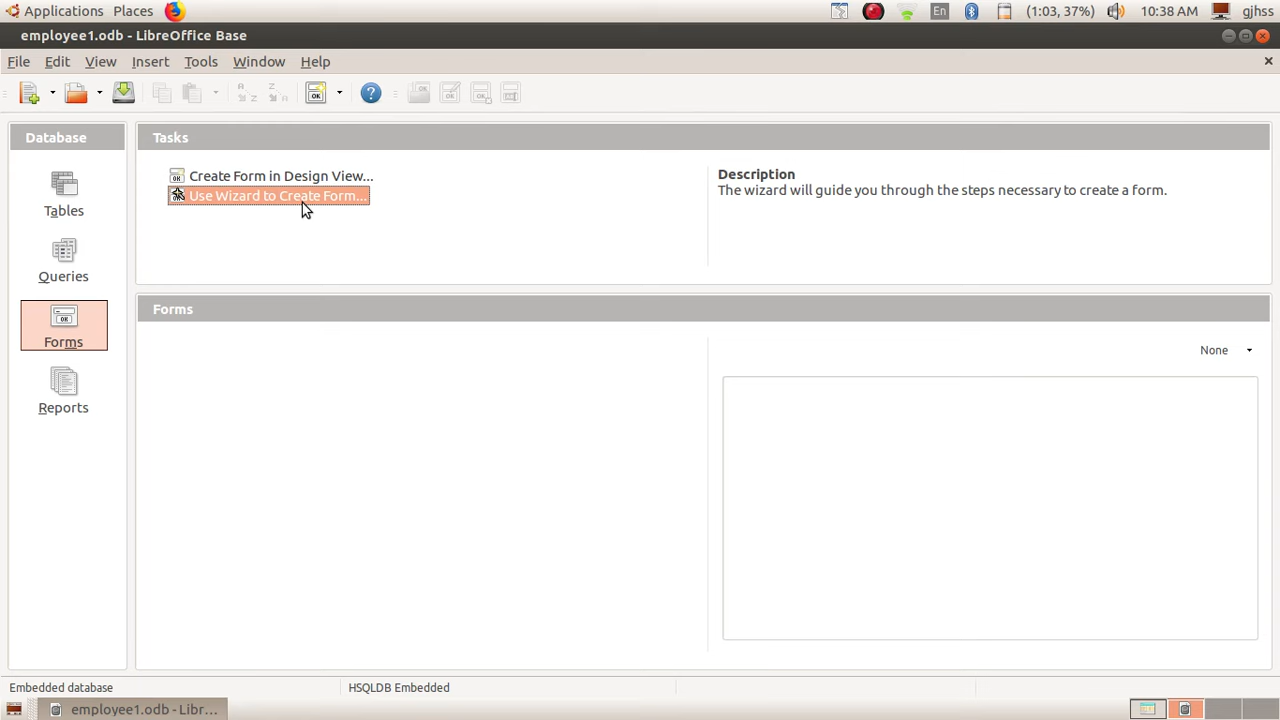 Applications Places En (1:03, 37%) 10:38 AM gjhss
employee1.odb - LibreOffice Base
File Edit View Insert Tools Window Help
Database
Tasks
Create Form in Design View...
Use Wizard to Create Form...
Description
The wizard will guide you through the steps necessary to create a form.
Tables
Queries
Forms
Reports
Forms
None
Embedded database HSQLDB Embedded
employee1.odb - Libr...